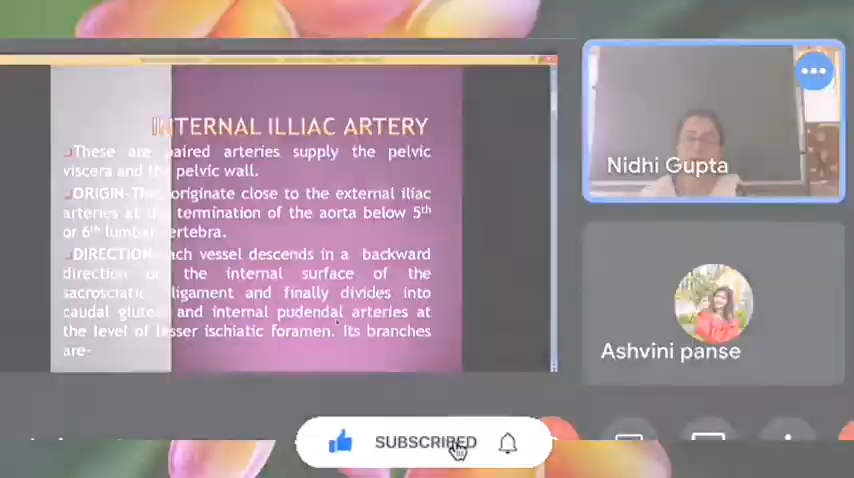 INTERNAL ILLIAC ARTERY
These are paired arteries supply the pelvic
viscera and the pelvic wall.
ORIGIN-They originate close to the external iliac
arteries at the termination of the aorta below 5th
or 6th lumbar vertebra.
DIRECTION-Each vessel descends in a backward
direction on the internal surface of the
sacrosciatic ligament and finally divides into
caudal gluteal and internal pudendal arteries at
the level of lesser ischiatic foramen. Its branches
are-
Nidhi Gupta
Ashvini panse
SUBSCRIBED